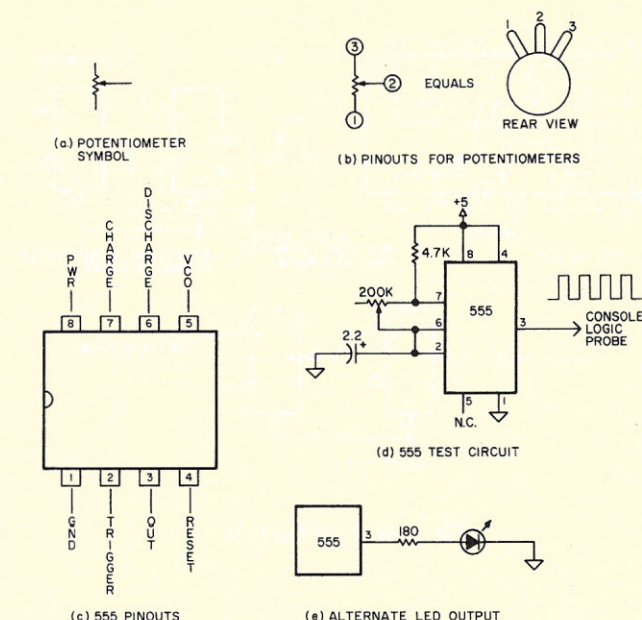 1
2
3
3
2
1
EQUALS
REAR VIEW
(a) POTENTIOMETER
SYMBOL
(b) PINOUTS FOR POTENTIOMETERS
PWR
CHARGE
DISCHARGE
VCO
8
7
6
5
1
2
3
4
GND
TRIGGER
OUT
RESET
(c) 555 PINOUTS
+5
4.7K
8
4
200K
7
555
6
2
2.2
+
3
CONSOLE
LOGIC
PROBE
5
1
N.C.
(d) 555 TEST CIRCUIT
555
3
180
(e) ALTERNATE LED OUTPUT